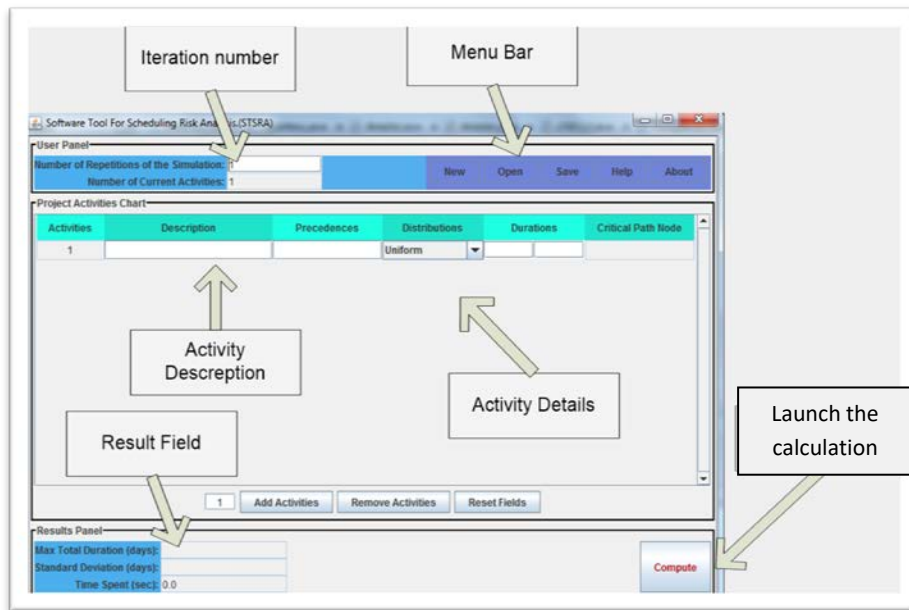 Iteration number
Menu Bar
Software Tool For Scheduling Risk Analysis.(STSRA)
User Panel
Number of Repetitions of the Simulation: 1
Number of Current Activities: 1
New Open Save Help About
Project Activities Chart
Activities Description Precedences Distributions Durations Critical Path Node
1 Uniform
Activity
Descreption
Activity Details
Result Field
Launch the
calculation
1 Add Activities Remove Activities Reset Fields
Results Panel
Max Total Duration (days):
Standard Deviation (days):
Time Spent (sec): 0.0
Compute